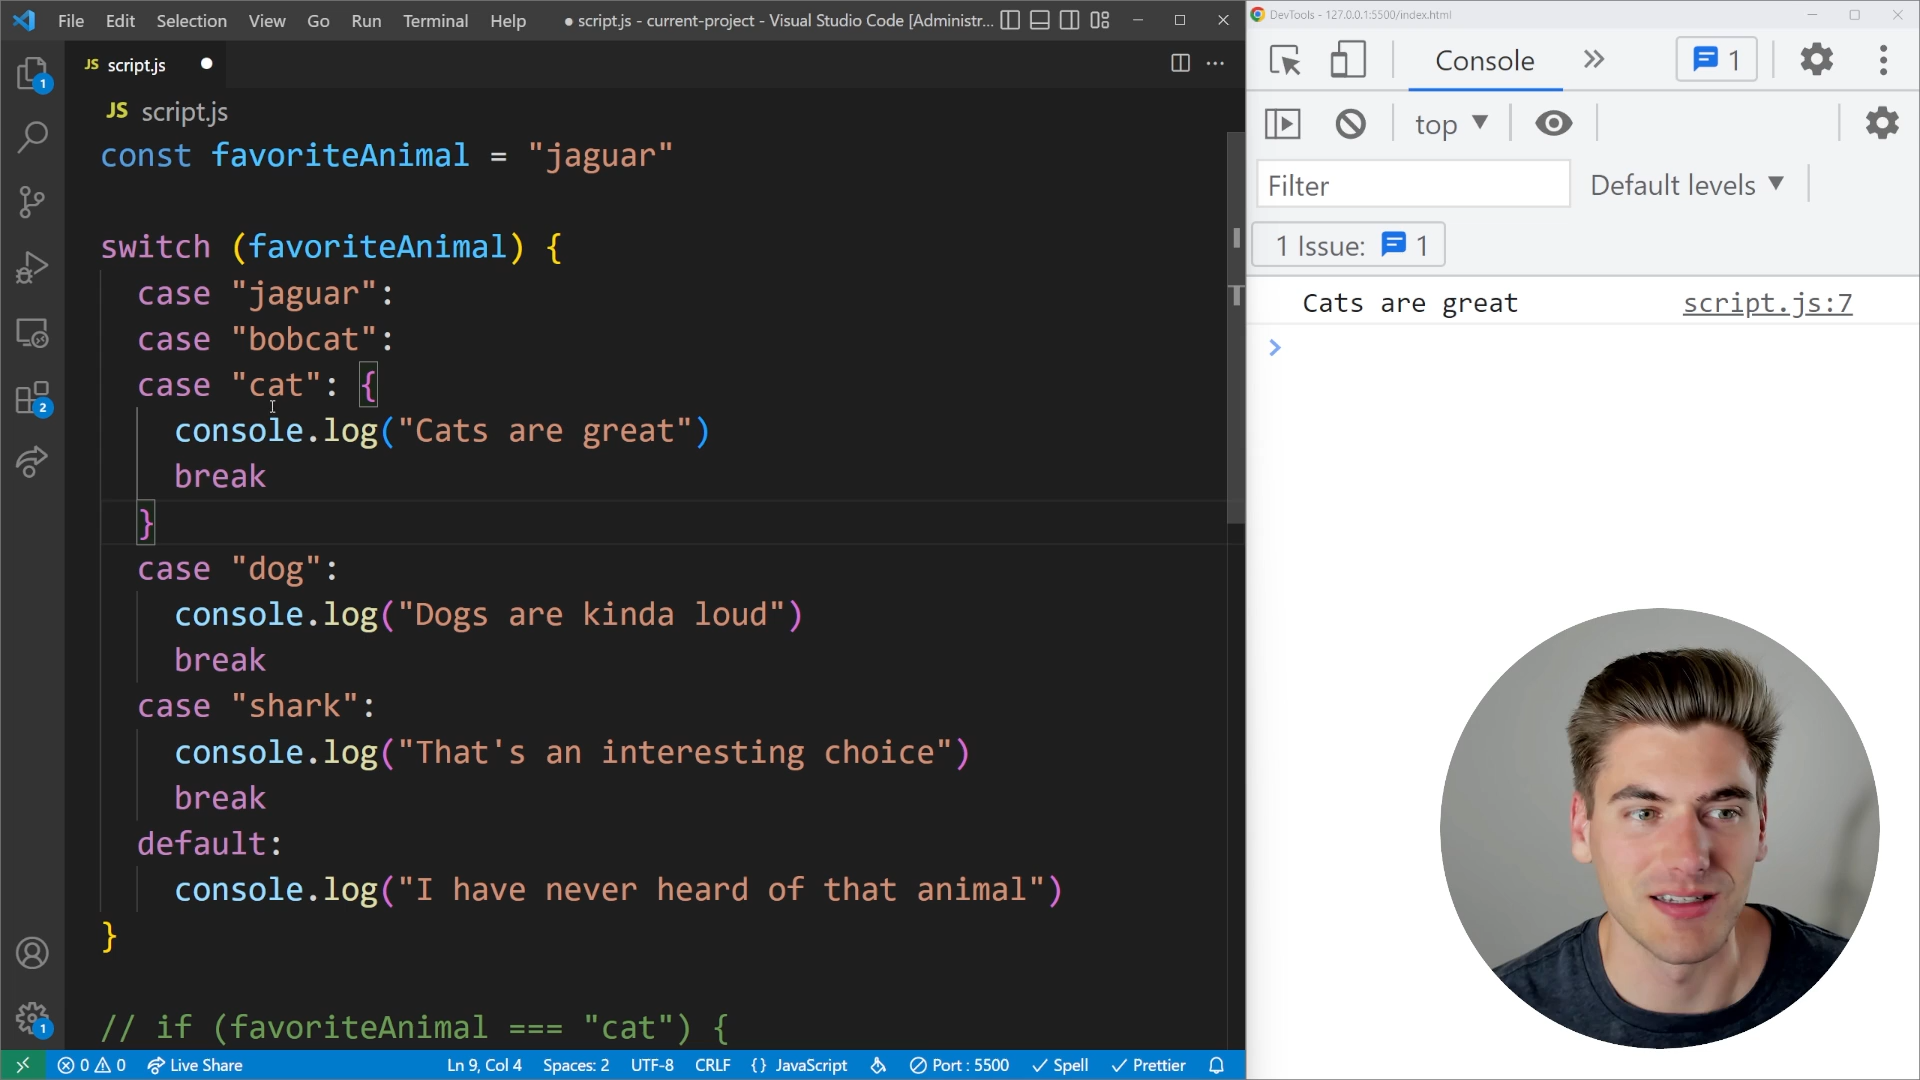 File Edit Selection View Go Run Terminal Help ● script.js - current-project - Visual Studio Code [Administr...
JS script.js ●
JS script.js
const favoriteAnimal = "jaguar"
switch (favoriteAnimal) {
case "jaguar":
case "bobcat":
case "cat": {
console.log("Cats are great")
break
}
case "dog":
console.log("Dogs are kinda loud")
break
case "shark":
console.log("That's an interesting choice")
break
default:
console.log("I have never heard of that animal")
}
// if (favoriteAnimal === "cat") {
1
2
1
0 0 Live Share Ln 9, Col 4 Spaces: 2 UTF-8 CRLF {} JavaScript Port : 5500 Spell Prettier
DevTools - 127.0.0.1:5500/index.html
Console 1
top
Filter Default levels
1 Issue: 1
Cats are great script.js:7